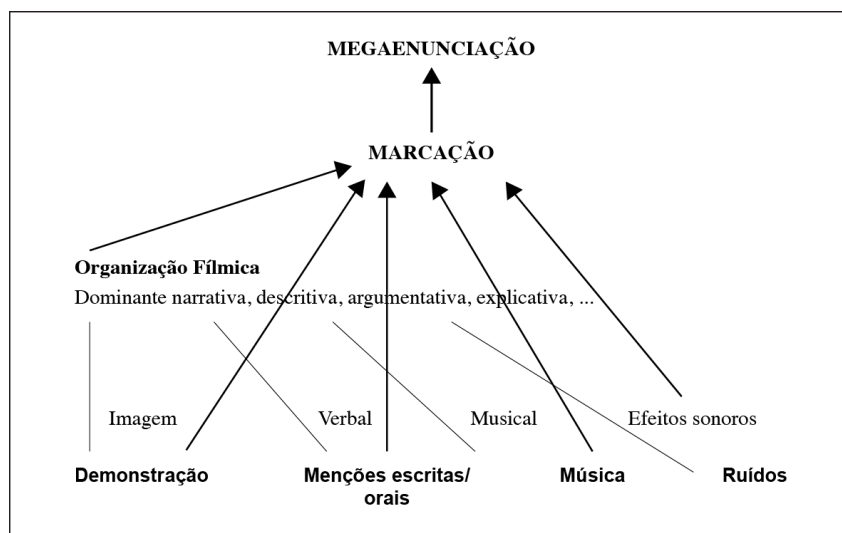 MEGAENUNCIAÇÃO
MARCAÇÃO
Organização Fílmica
Dominante narrativa, descritiva, argumentativa, explicativa, ...
Imagem Verbal Musical Efeitos sonoros
Demonstração Menções escritas/ Música Ruídos
orais